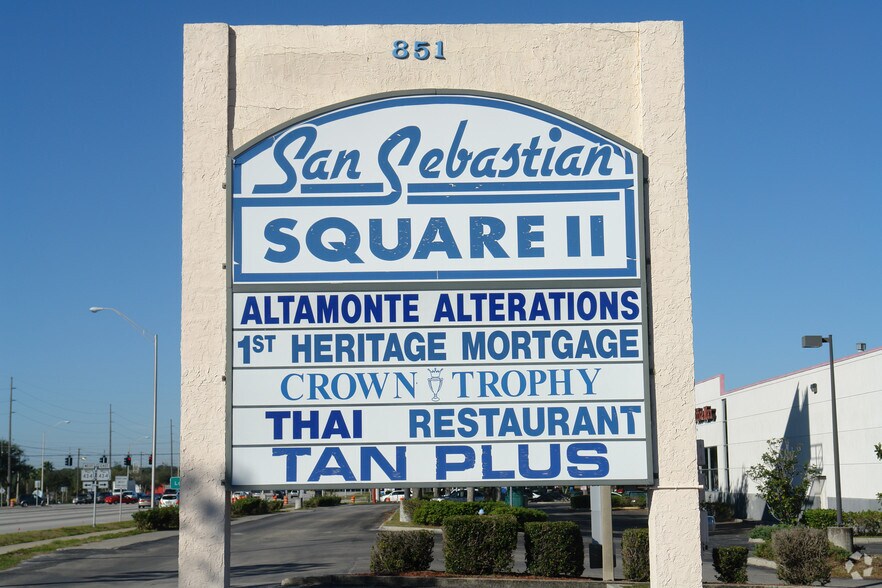 851
San Sebastian
SQUARE II
ALTAMONTE ALTERATIONS
1ST HERITAGE MORTGAGE
CROWN TROPHY
THAI RESTAURANT
TAN PLUS